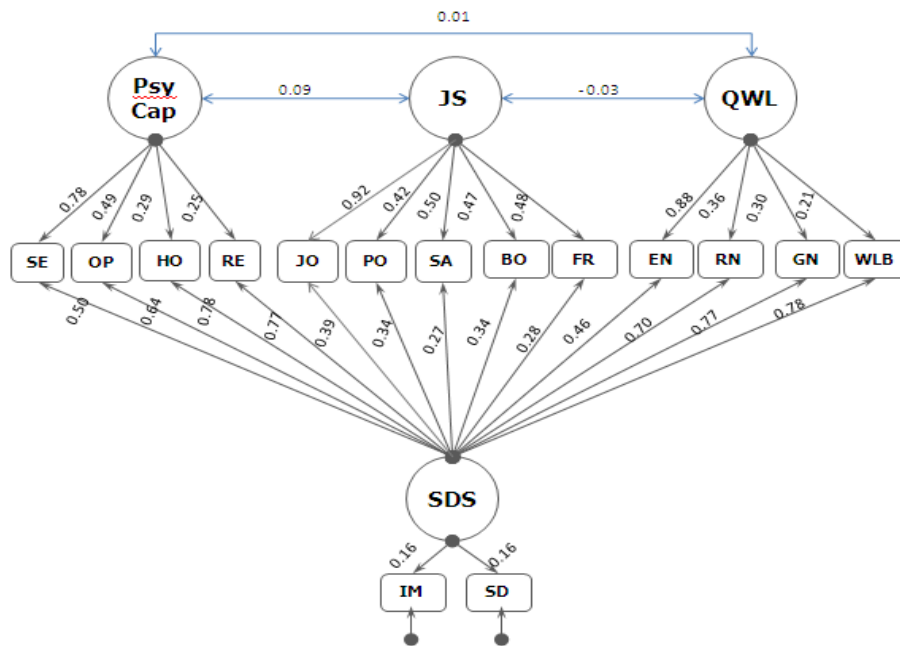 0.01
Psy
Cap
JS
QWL
0.09
-0.03
0.78
0.49
0.29
0.25
0.92
0.42
0.50
0.47
0.48
0.88
0.36
0.30
0.21
SE
OP
HO
RE
JO
PO
SA
BO
FR
EN
RN
GN
WLB
0.50
0.64
0.78
0.77
0.39
0.34
0.27
0.34
0.28
0.46
0.70
0.77
0.78
SDS
0.16
0.16
IM
SD